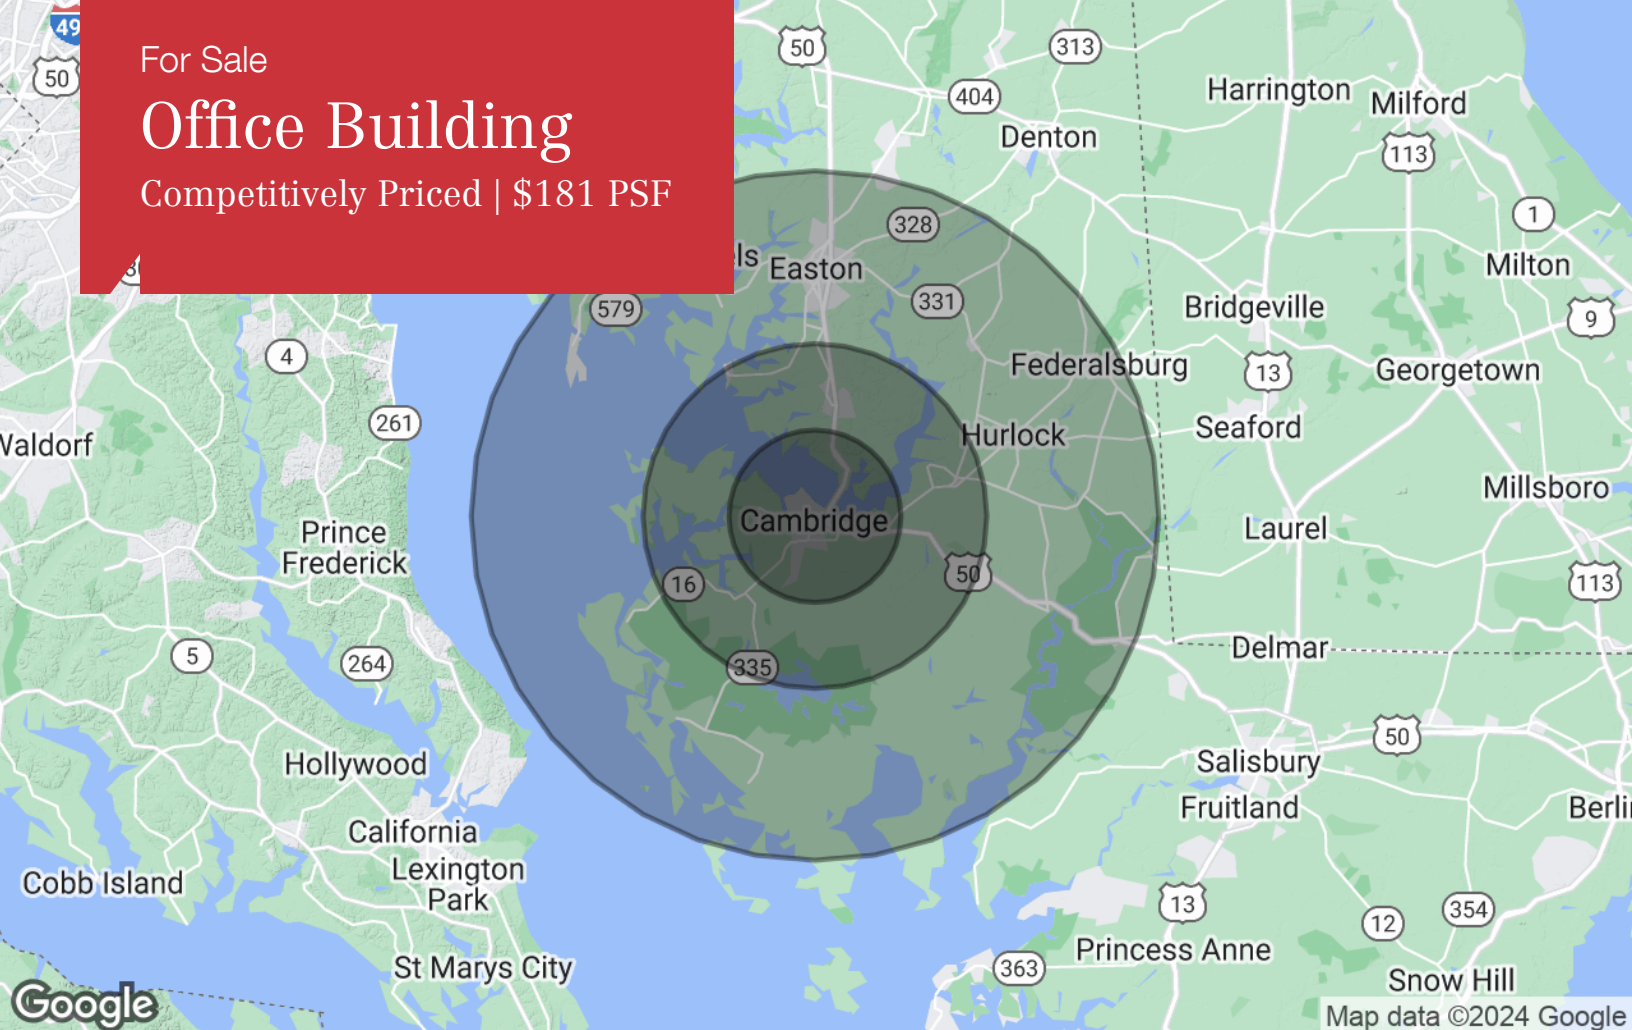 For Sale
Office Building
Competitively Priced | $181 PSF
50
313
50
404
Harrington
Milford
Denton
113
328
1
els
Easton
Milton
331
579
Bridgeville
9
4
Federalsburg
13
Georgetown
261
Waldorf
Hurlock
Seaford
Millsboro
Cambridge
Laurel
Prince
Frederick
16
50
113
5
264
335
Delmar
50
Hollywood
Salisbury
Fruitland
Berlin
California
Lexington
Park
Cobb Island
13
12
354
St Marys City
363
Princess Anne
Snow Hill
Google
Map data ©2024 Google